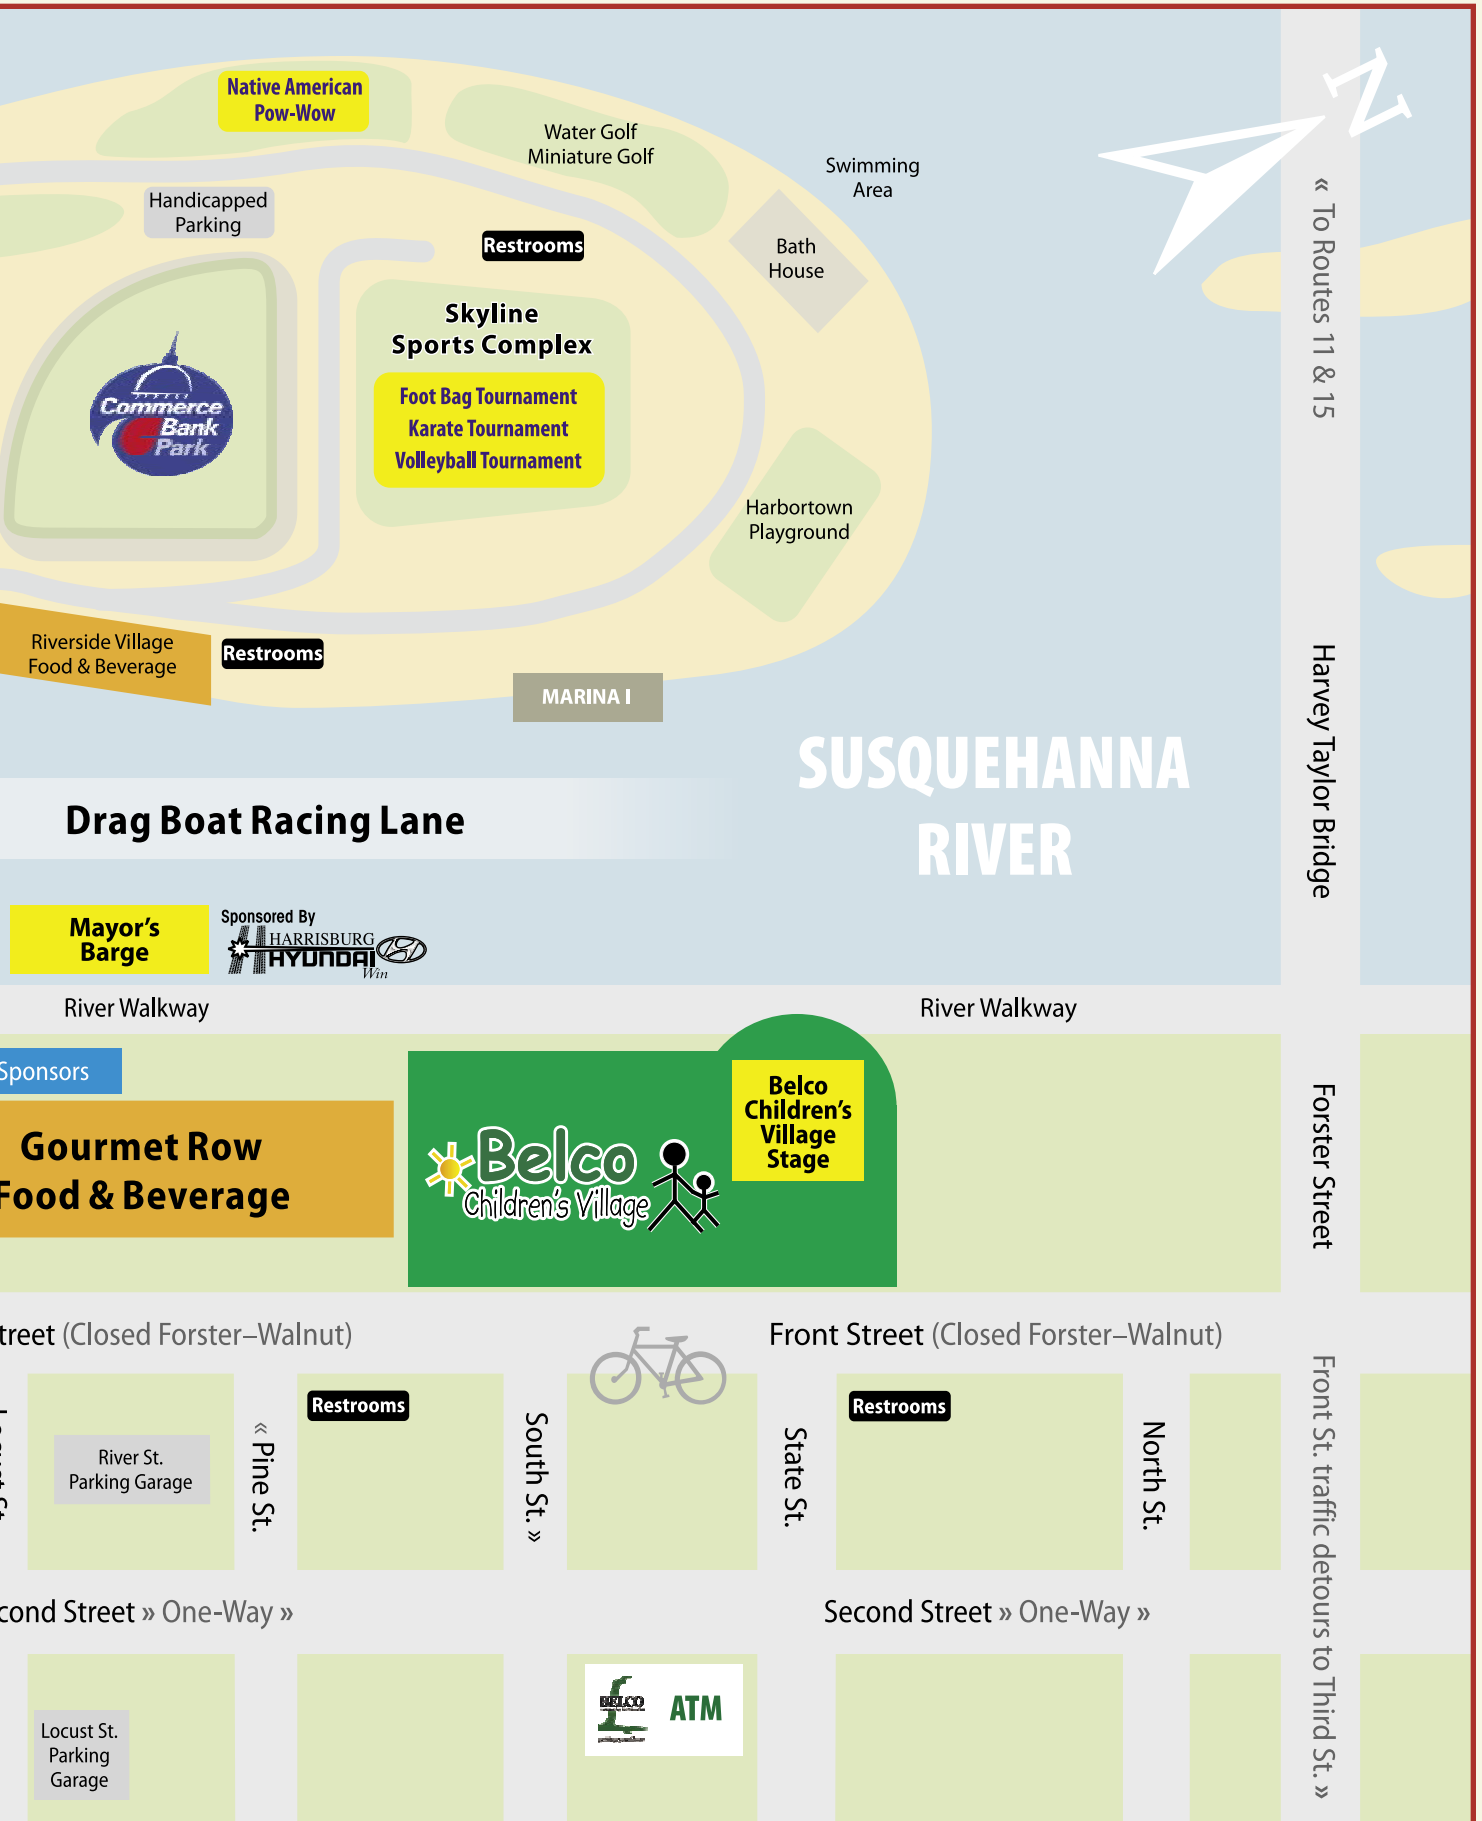 Native American
Pow-Wow
Water Golf
Miniature Golf
Swimming
Area
N
« To Routes 11 & 15
Handicapped
Parking
Restrooms
Bath
House
Skyline
Sports Complex
Commerce
Bank
Park
Foot Bag Tournament
Karate Tournament
Volleyball Tournament
Harbortown
Playground
Riverside Village
Food & Beverage
Restrooms
MARINA I
Harvey Taylor Bridge
SUSQUEHANNA
RIVER
Drag Boat Racing Lane
Mayor's
Barge
Sponsored By
HARRISBURG
HYUNDAI
Win
River Walkway
River Walkway
Sponsors
Gourmet Row
Food & Beverage
Belco
Children's Village
Belco
Children's
Village
Stage
Forster Street
treet (Closed Forster–Walnut)
Front Street (Closed Forster–Walnut)
Front St. traffic detours to Third St. »
River St.
Parking Garage
« Pine St.
Restrooms
South St. »
State St.
Restrooms
North St.
cond Street » One-Way »
Second Street » One-Way »
Locust St.
Parking
Garage
BELCO
ATM